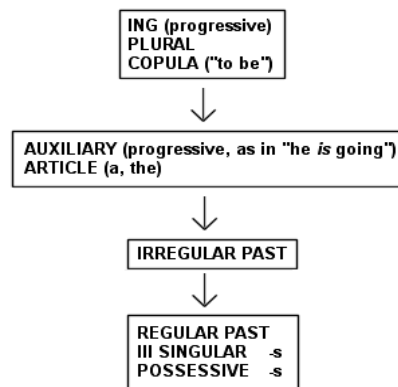 ING (progressive)
PLURAL
COPULA ("to be")
AUXILIARY (progressive, as in "he is going")
ARTICLE (a, the)
IRREGULAR PAST
REGULAR PAST
III SINGULAR -s
POSSESSIVE -s